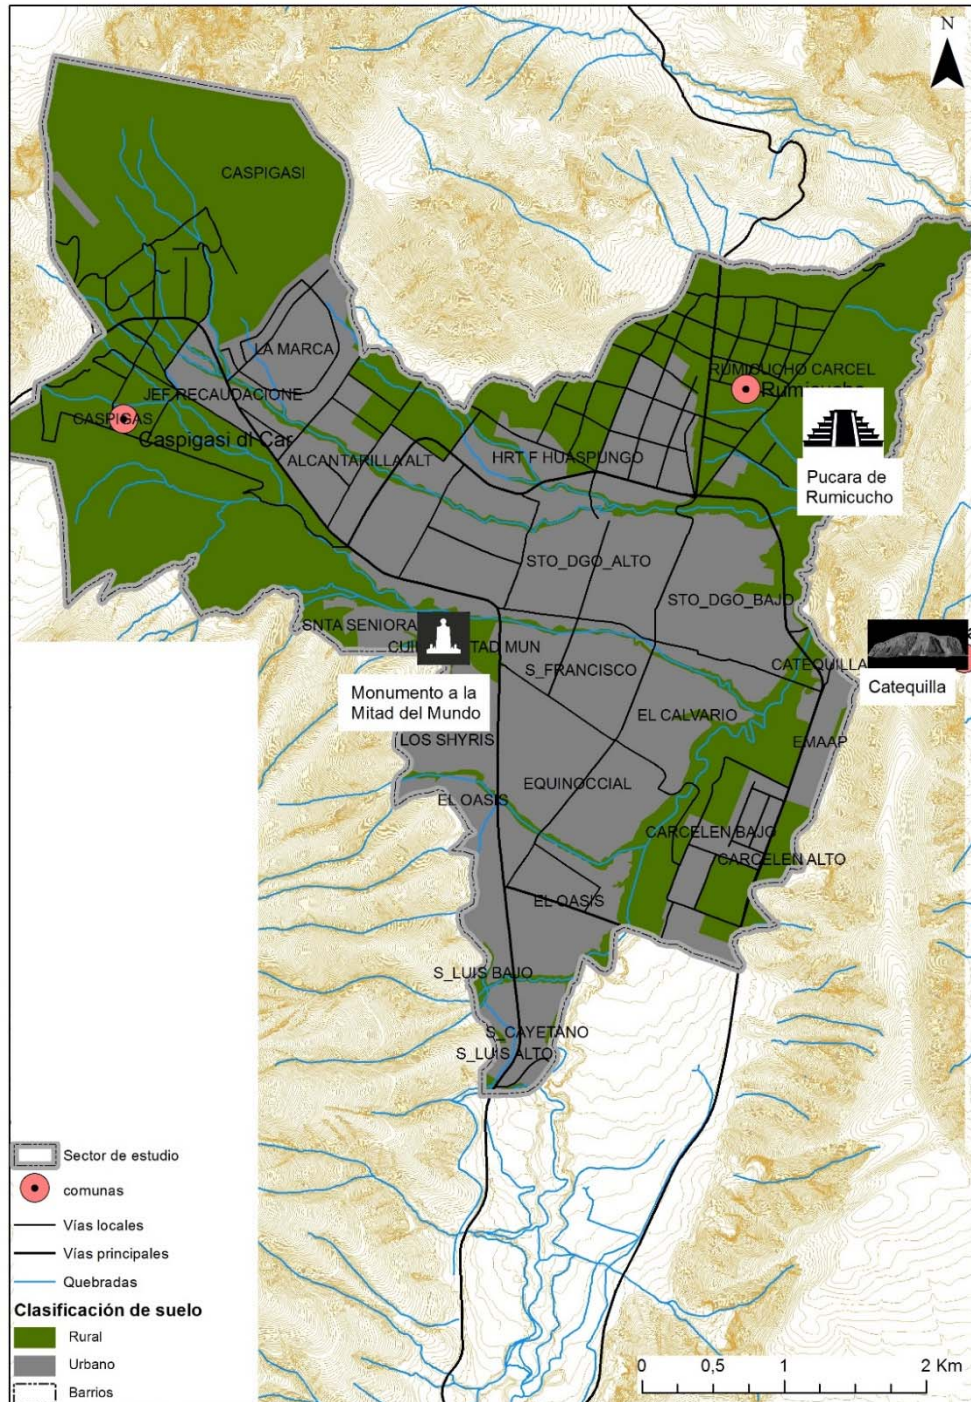 N
CASPIGASI
LA MARCA
RUMICUCHO CARCEL
JEF RECAUDACIONE
CASPIGAS
Caspigasi dl Car
ALCANTARILLA ALT
HRT F HUASPUNGO
Pucara de
Rumicucho
STO_DGO_ALTO
STO_DGO_BAJO
SNTA SENIORA
TAD MUN
S_FRANCISCO
CATEQUILLA
Catequilla
Monumento a la
Mitad del Mundo
EL CALVARIO
LOS SHYRIS
EMAAP
EQUINOCCIAL
EL OASIS
CARCELEN BAJO
CARCELEN ALTO
EL OASIS
S_LUIS BAJO
S_CAYETANO
S_LUIS ALTO
Sector de estudio
comunas
Vías locales
Vías principales
Quebradas
Clasificación de suelo
Rural
Urbano
Barrios
0 0,5 1 2 Km